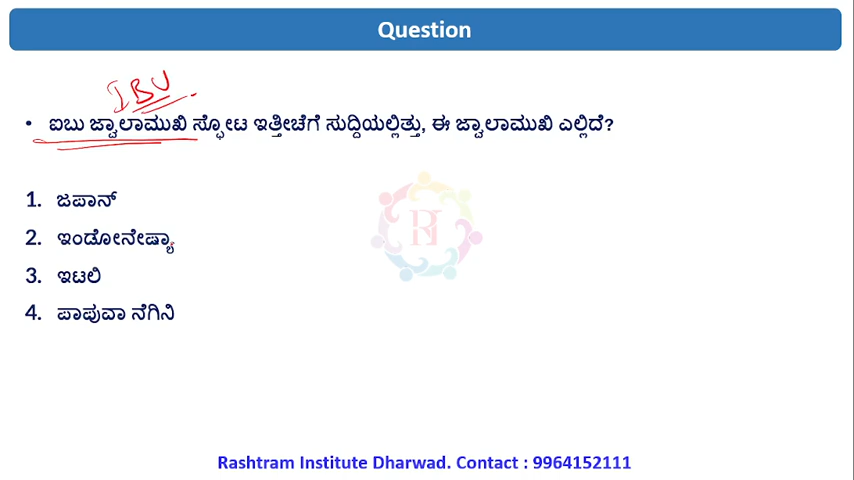 Question
IBU
• ಐಬು ಜ್ವಾಲಾಮುಖಿ ಸ್ಫೋಟ ಇತ್ತೀಚೆಗೆ ಸುದ್ದಿಯಲ್ಲಿತ್ತು, ಈ ಜ್ವಾಲಾಮುಖಿ ಎಲ್ಲಿದೆ?
1. ಜಪಾನ್
2. ಇಂಡೋನೇಷ್ಯಾ
3. ಇಟಲಿ
4. ಪಾಪುವಾ ನೆಗಿನಿ
Rashtram Institute Dharwad. Contact : 9964152111